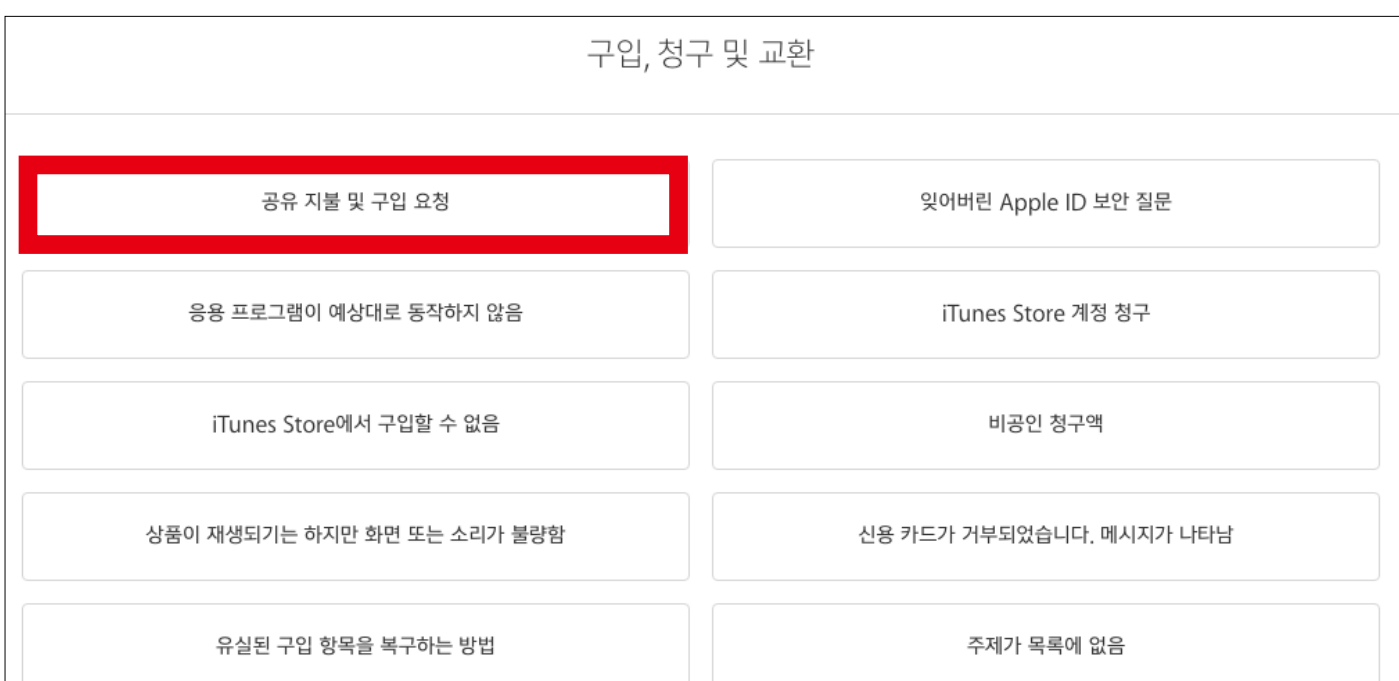 구입, 청구 및 교환
공유 지불 및 구입 요청
잊어버린 Apple ID 보안 질문
응용 프로그램이 예상대로 동작하지 않음
iTunes Store 계정 청구
iTunes Store에서 구입할 수 없음
비공인 청구액
상품이 재생되기는 하지만 화면 또는 소리가 불량함
신용 카드가 거부되었습니다. 메시지가 나타남
유실된 구입 항목을 복구하는 방법
주제가 목록에 없음